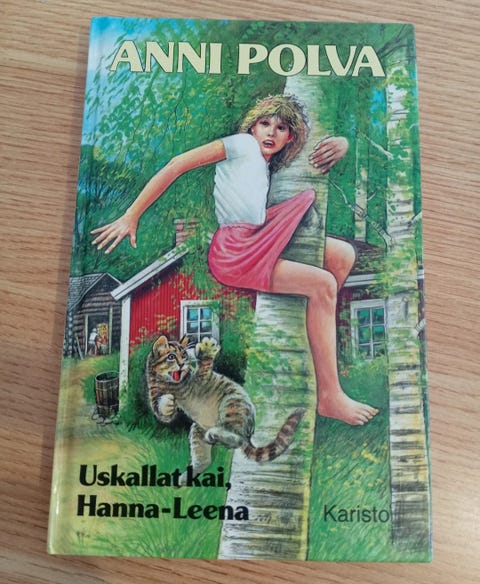 ANNI POLVA
Uskallat kai,
Hanna-Leena
Karisto